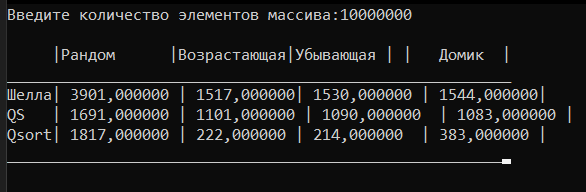 Введите количество элементов массива:10000000
|Рандом |Возрастающая|Убывающая | | Домик |
Шелла| 3901,000000 | 1517,000000| 1530,000000 | 1544,000000|
QS | 1691,000000 | 1101,000000 | 1090,000000 | 1083,000000 |
Qsort| 1817,000000 | 222,000000 | 214,000000 | 383,000000 |